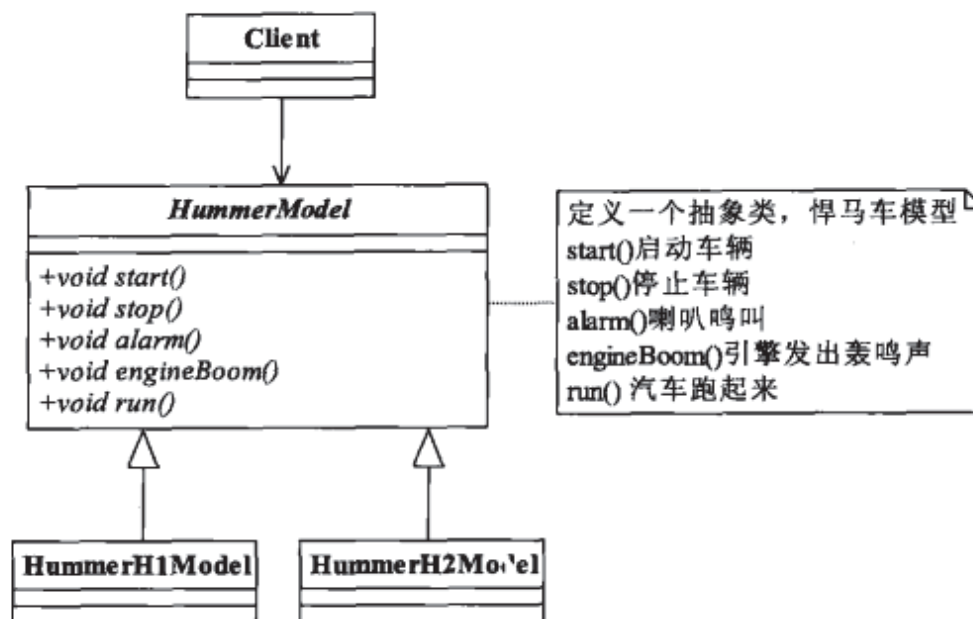 Client
HummerModel
+void start()
+void stop()
+void alarm()
+void engineBoom()
+void run()
定义一个抽象类，悍马车模型
start()启动车辆
stop()停止车辆
alarm()喇叭鸣叫
engineBoom()引擎发出轰鸣声
run() 汽车跑起来
HummerH1Model
HummerH2Model